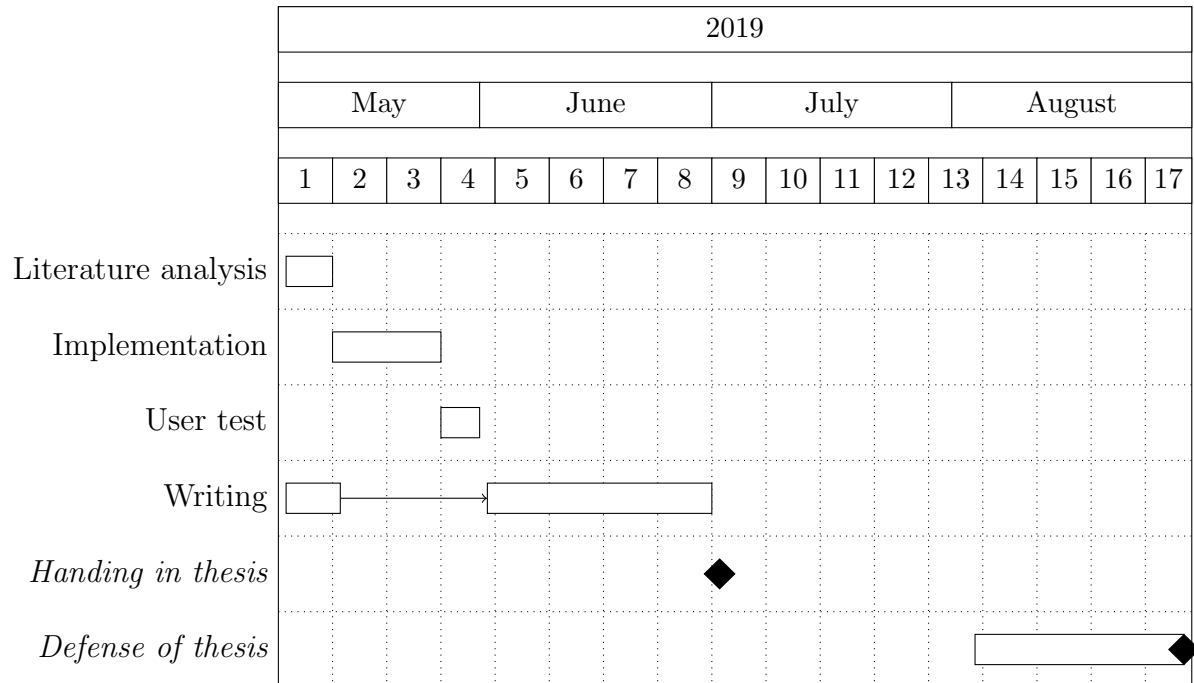 2019
May June July August
1 2 3 4 5 6 7 8 9 10 11 12 13 14 15 16 17
Literature analysis
Implementation
User test
Writing
Handing in thesis
Defense of thesis